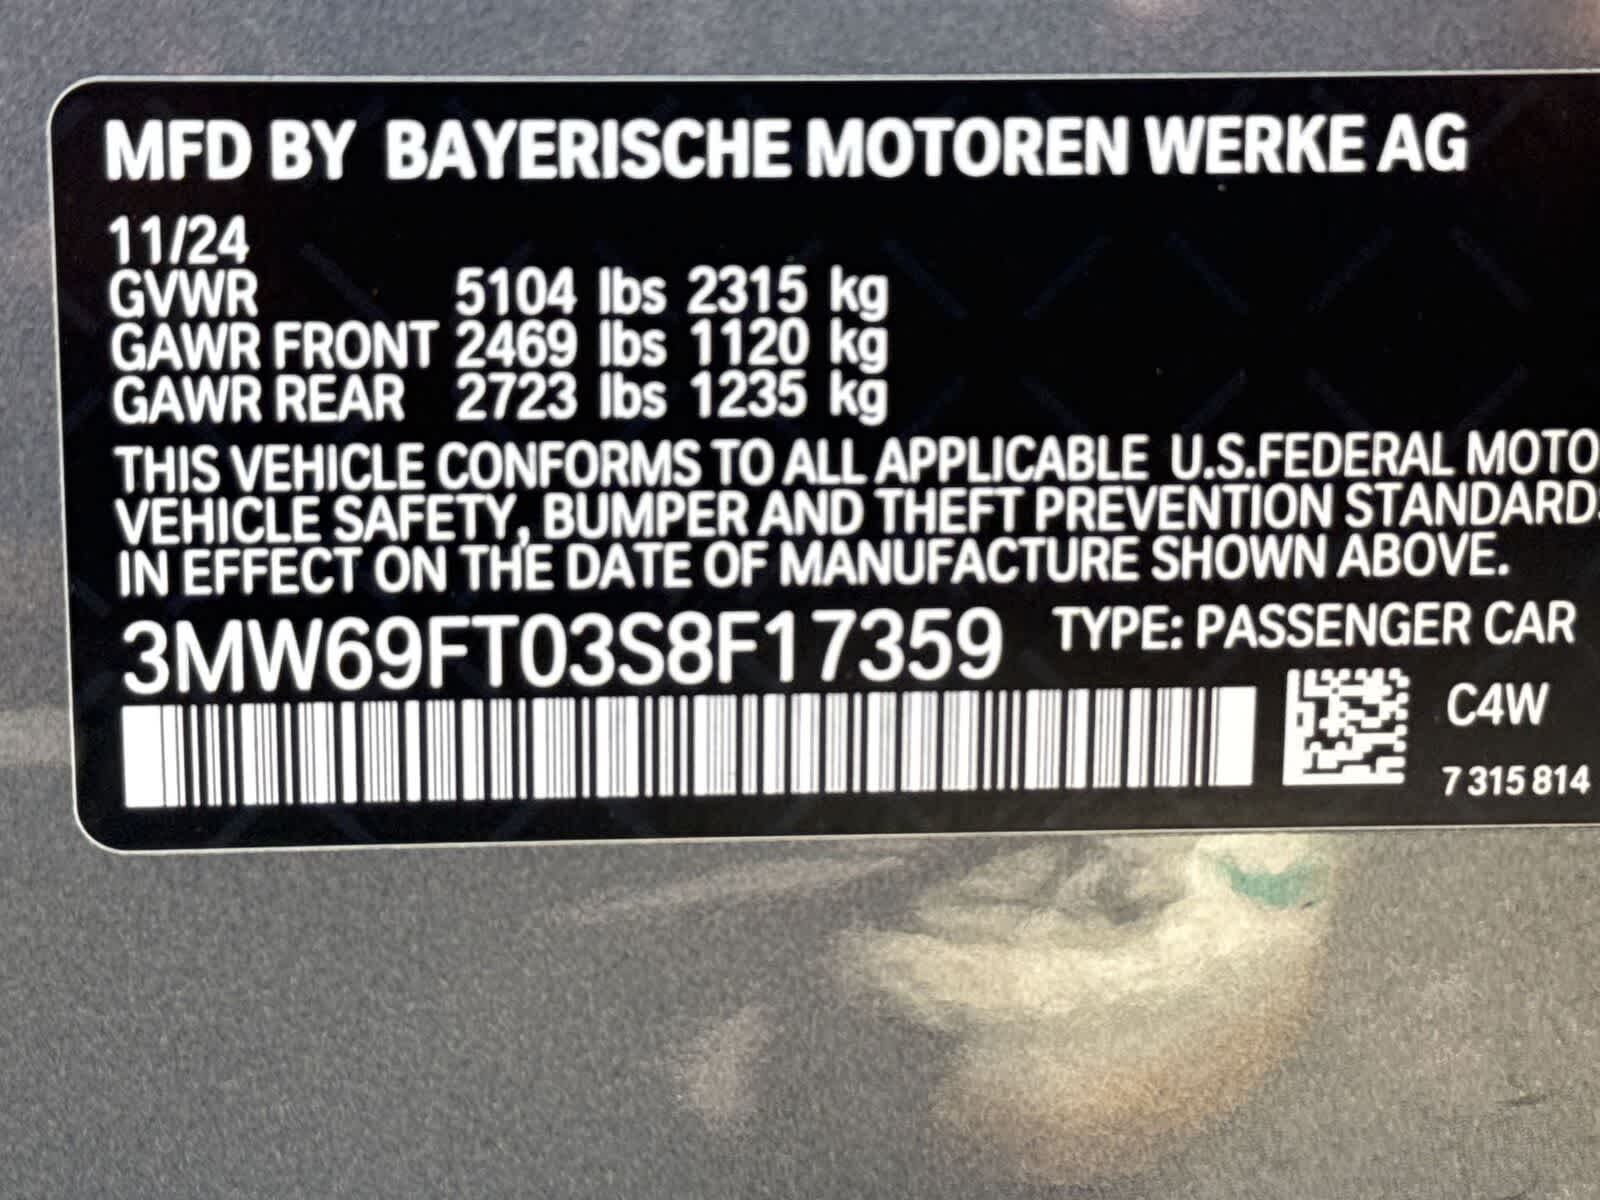 MFD BY BAYERISCHE MOTOREN WERKE AG
11/24
GVWR 5104 lbs 2315 kg
GAWR FRONT 2469 lbs 1120 kg
GAWR REAR 2723 lbs 1235 kg
THIS VEHICLE CONFORMS TO ALL APPLICABLE U.S.FEDERAL MOTO
VEHICLE SAFETY, BUMPER AND THEFT PREVENTION STANDARDS
IN EFFECT ON THE DATE OF MANUFACTURE SHOWN ABOVE.
3MW69FT03S8F17359 TYPE: PASSENGER CAR
C4W
7 315 814